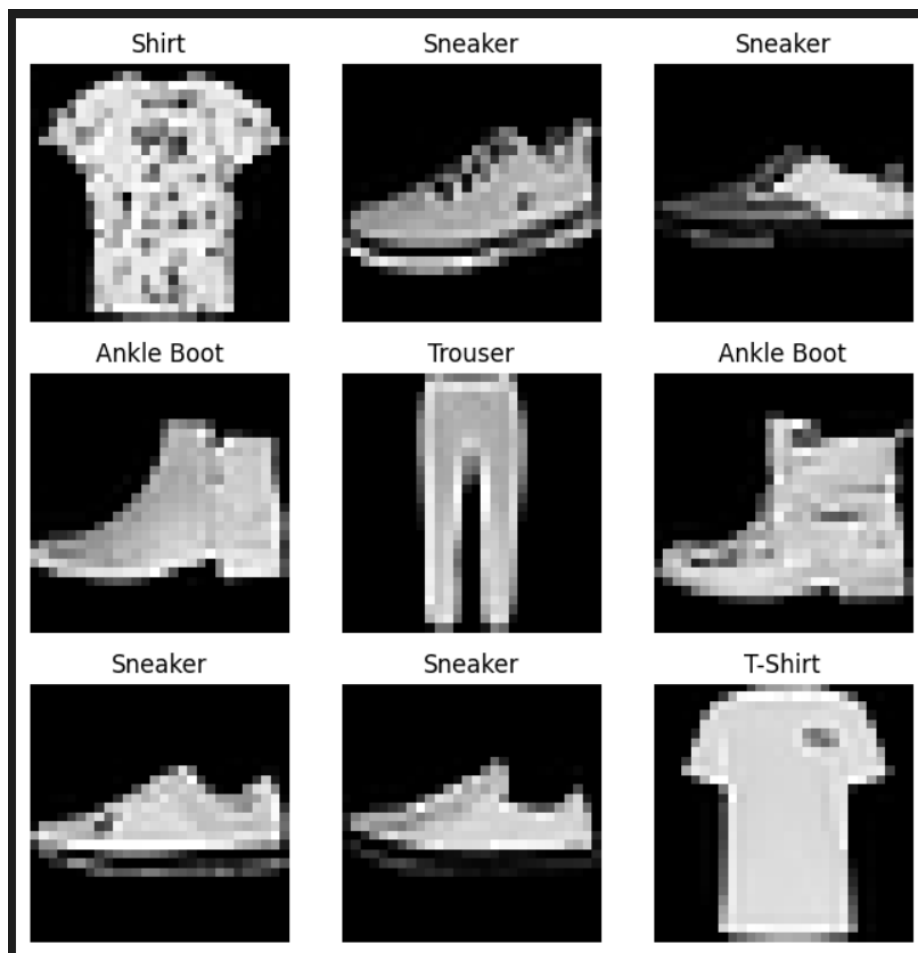 Shirt
Sneaker
Sneaker
Ankle Boot
Trouser
Ankle Boot
Sneaker
Sneaker
T-Shirt